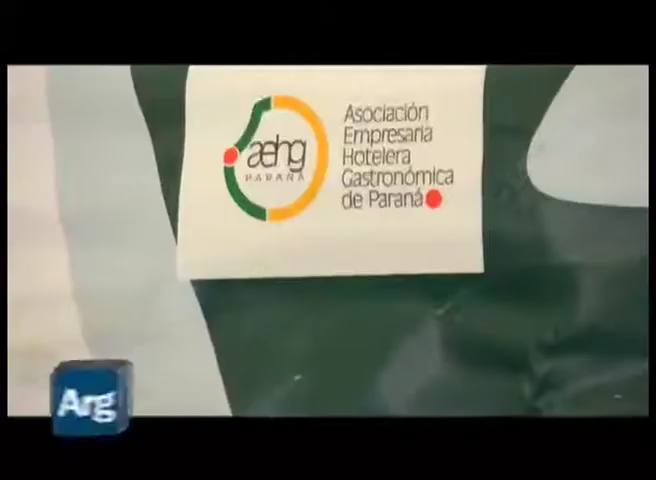 aehg
PARANÁ
Asociación
Empresaria
Hotelera
Gastronómica
de Paraná
Arg